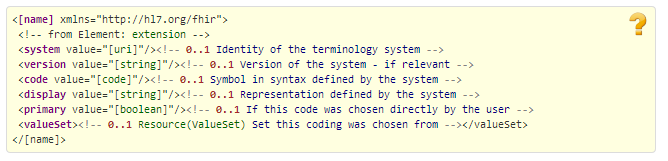 <[name] xmlns="http://hl7.org/fhir">
<!-- from Element: extension -->
<system value="[uri]"/><!-- 0..1 Identity of the terminology system -->
<version value="[string]"/><!-- 0..1 Version of the system - if relevant -->
<code value="[code]"/><!-- 0..1 Symbol in syntax defined by the system -->
<display value="[string]"/><!-- 0..1 Representation defined by the system -->
<primary value="[boolean]"/><!-- 0..1 If this code was chosen directly by the user -->
<valueSet><!-- 0..1 Resource(ValueSet) Set this coding was chosen from --></valueSet>
</[name]>
?